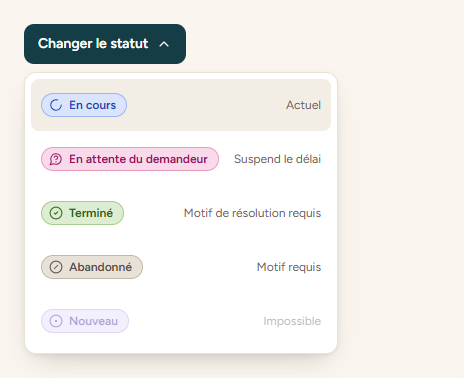 Changer le statut
En cours Actuel
En attente du demandeur Suspend le délai
Terminé Motif de résolution requis
Abandonné Motif requis
Nouveau Impossible